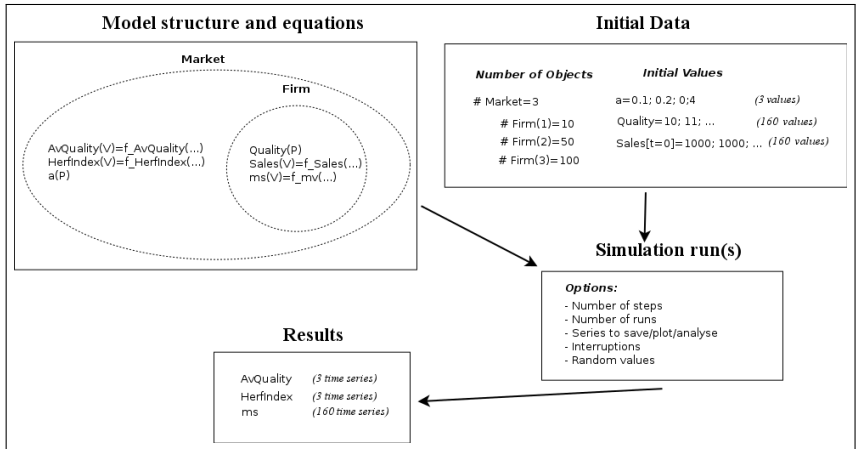 Model structure and equations
Market
Firm
AvQuality(V)=f_AvQuality(...)
HerfIndex(V)=f_HerfIndex(...)
a(P)
Quality(P)
Sales(V)=f_Sales(...)
ms(V)=f_mv(...)
Initial Data
Number of Objects
Initial Values
# Market=3
a=0.1; 0.2; 0;4
(3 values)
# Firm(1)=10
Quality=10; 11; ...
(160 values)
# Firm(2)=50
Sales[t=0]=1000; 1000; ...
(160 values)
# Firm(3)=100
Simulation run(s)
Options:
- Number of steps
- Number of runs
- Series to save/plot/analyse
- Interruptions
- Random values
Results
AvQuality (3 time series)
HerfIndex (3 time series)
ms (160 time series)